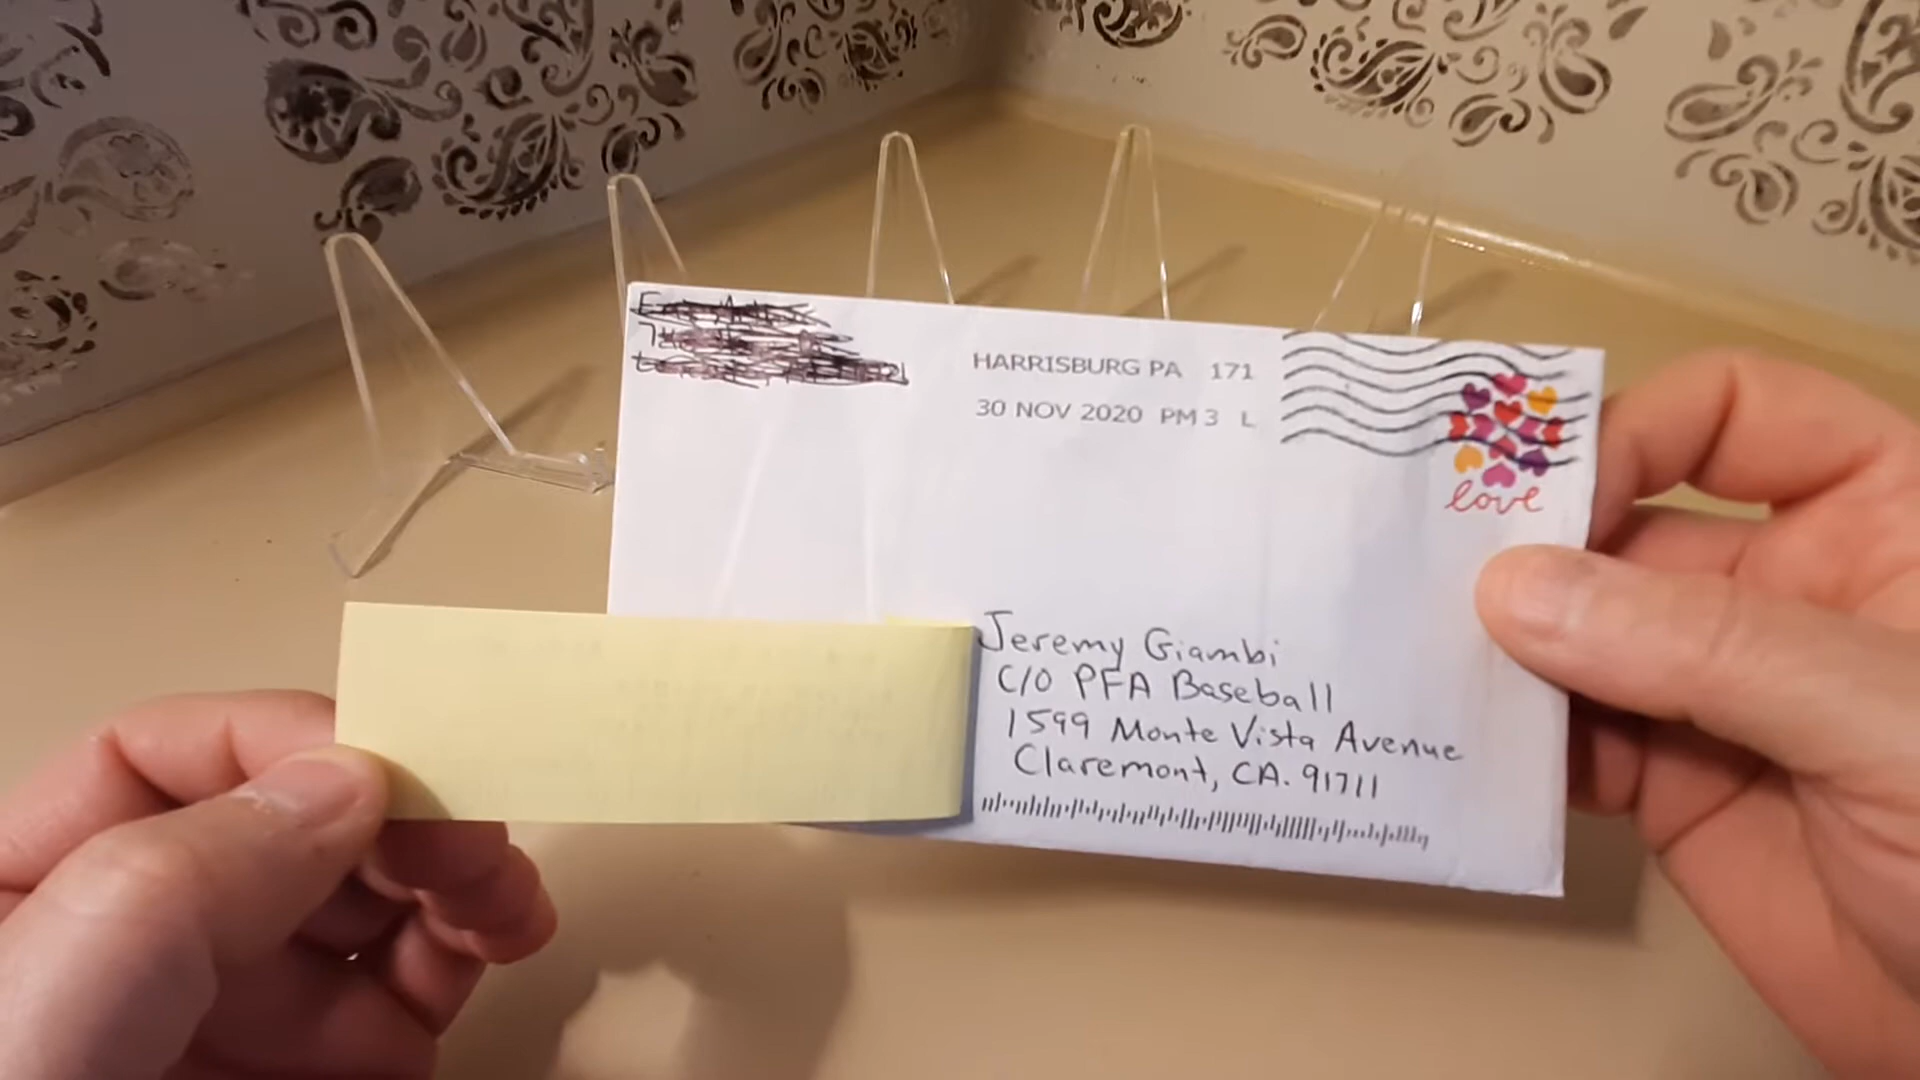 HARRISBURG PA 171
30 NOV 2020 PM 3 L
love
Jeremy Giambi
C/O PFA Baseball
1599 Monte Vista Avenue
Claremont, CA. 91711